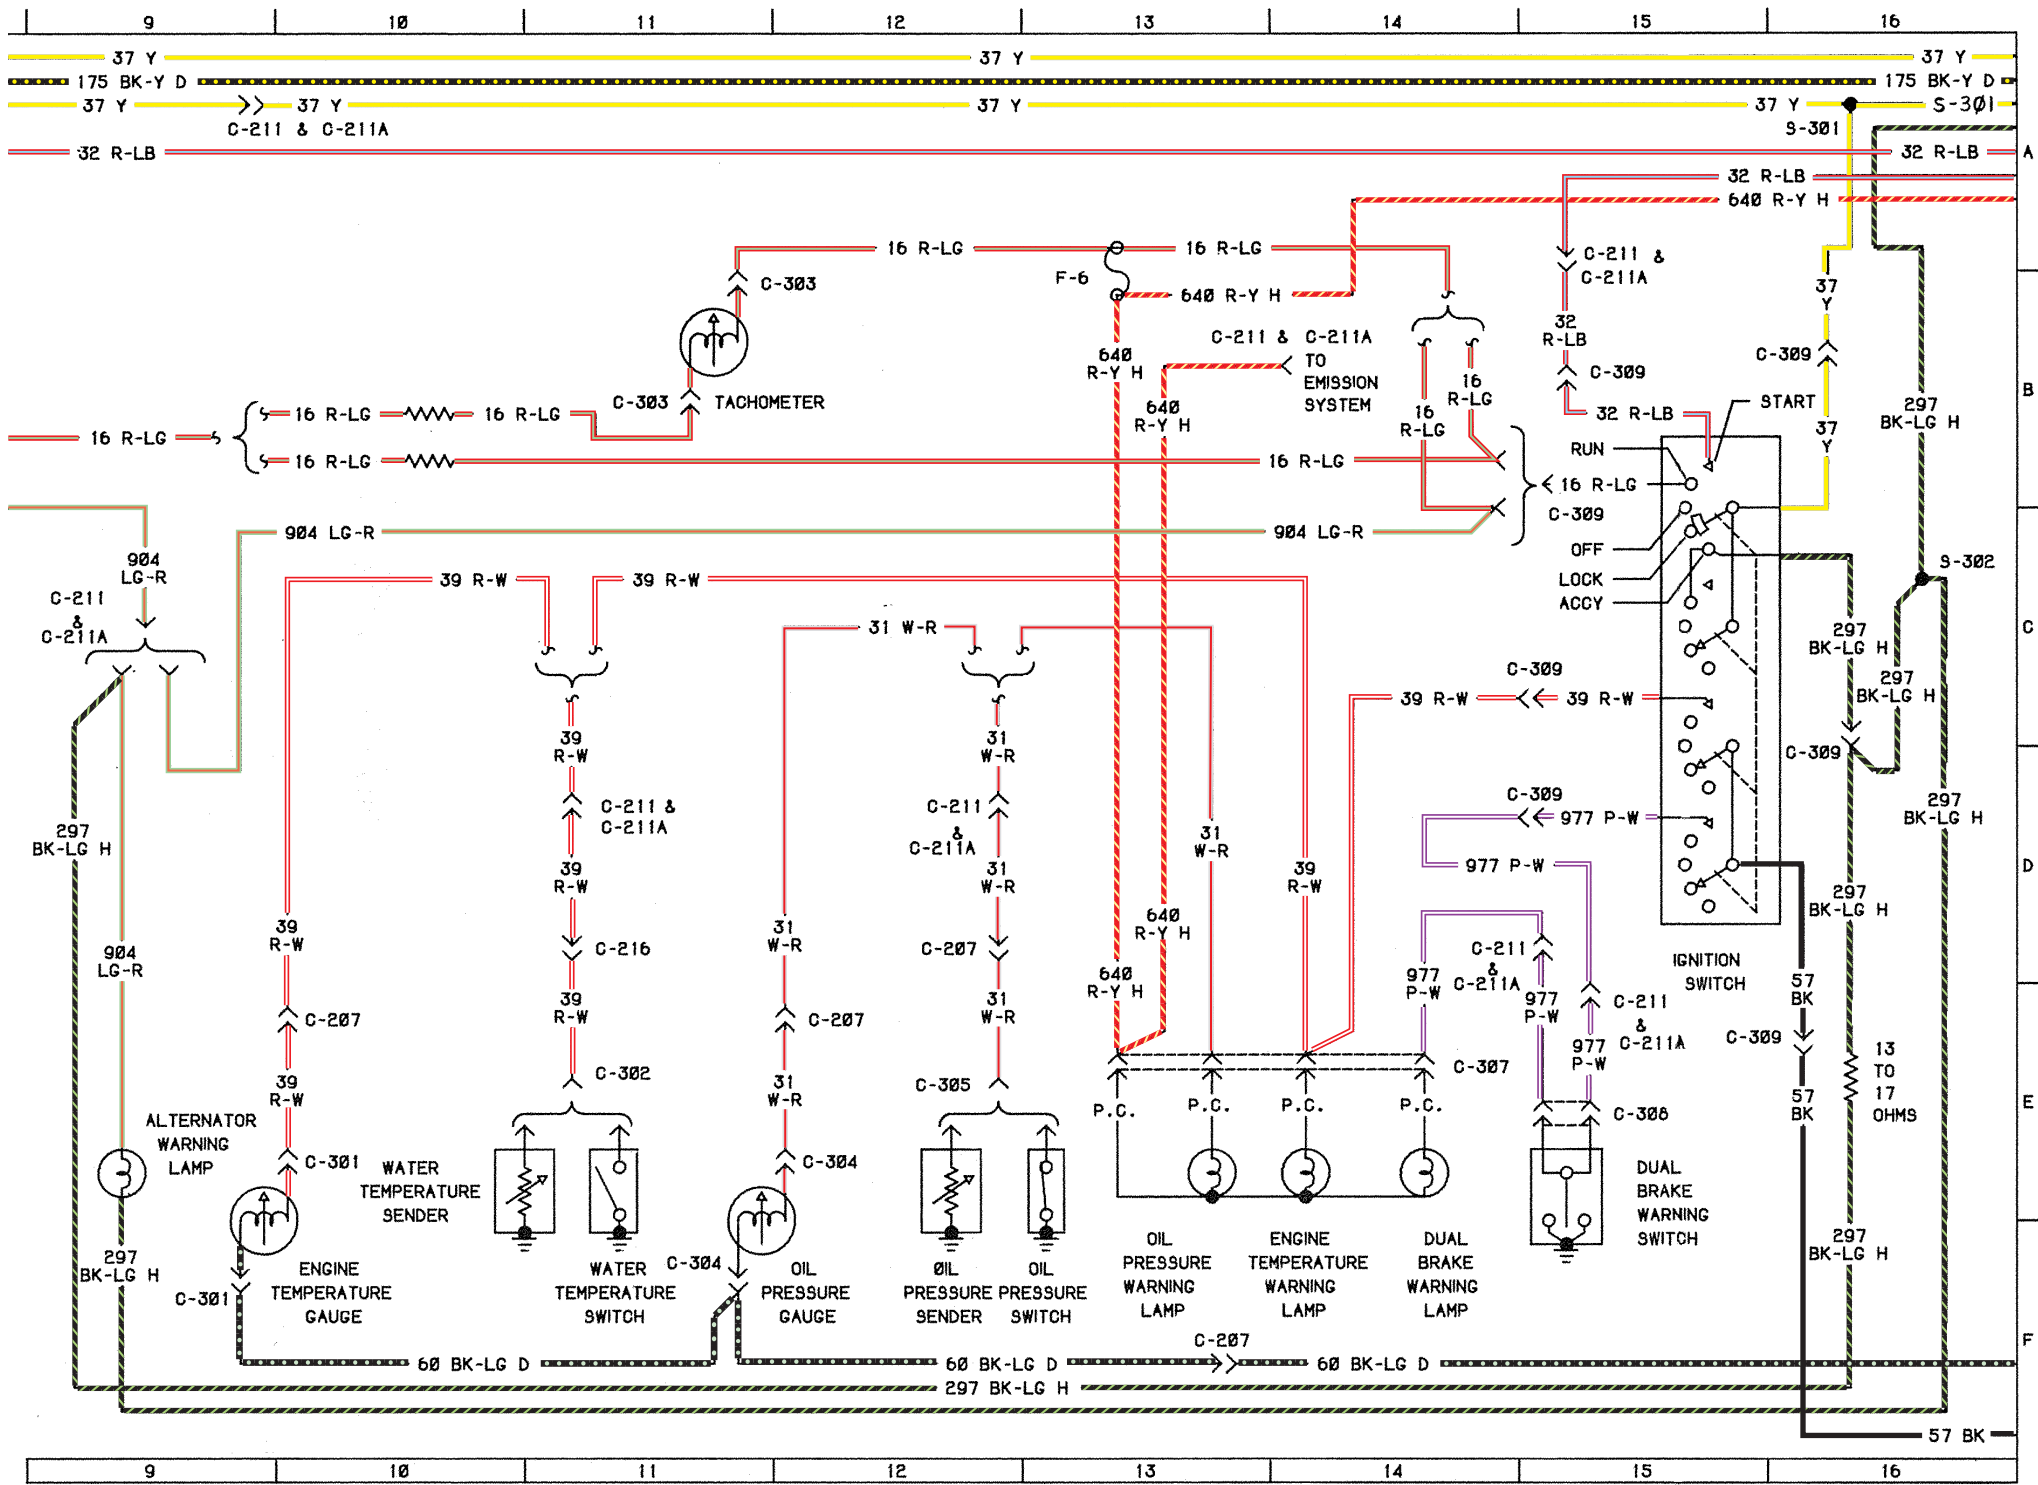 9 10 11 12 13 14 15 16
37 Y 37 Y 37 Y
175 BK-Y D 175 BK-Y D
37 Y 37 Y 37 Y 37 Y S-301
C-211 & C-211A S-301
32 R-LB 32 R-LB A
32 R-LB
640 R-Y H
16 R-LG 16 R-LG
C-211 &
C-211A
C-303
F-6
640 R-Y H
37
Y
C-211 & C-211A
TO
EMISSION
SYSTEM
32
R-LB
640
R-Y H
C-309
C-309
16
R-LG
B
C-303 TACHOMETER
START
16 R-LG 16 R-LG
640
R-Y H
16
R-LG
32 R-LB
297
BK-LG H
16 R-LG
37
Y
RUN
16 R-LG 16 R-LG
16 R-LG
C-309
904 LG-R 904 LG-R
OFF
LOCK
ACCY
S-302
904
LG-R
39 R-W 39 R-W
C-211
&
C-211A
31 W-R
C
297
BK-LG H
C-309
297
BK-LG H
39 R-W 39 R-W
39
R-W
31
W-R
C-309
C-309
C-211 &
C-211A
C-211
&
C-211A
977 P-W
297
BK-LG H
297
BK-LG H
31
W-R
977 P-W
D
39
R-W
31
W-R
39
R-W
297
BK-LG H
39
R-W
31
W-R
640
R-Y H
904
LG-R
C-216
C-207
C-211
&
C-211A
IGNITION
SWITCH
640
R-Y H
977
P-W
977
P-W
57
BK
39
R-W
31
W-R
C-211
&
C-211A
C-207
C-207
C-309
977
P-W
13
TO
17
OHMS
C-302
C-305
C-307
39
R-W
31
W-R
57
BK
P.C. P.C. P.C. P.C.
C-308
E
ALTERNATOR
WARNING
LAMP
C-301
C-304
WATER
TEMPERATURE
SENDER
DUAL
BRAKE
WARNING
SWITCH
297
BK-LG H
297
BK-LG H
C-301
ENGINE
TEMPERATURE
GAUGE
WATER
TEMPERATURE
SWITCH
C-304
OIL
PRESSURE
GAUGE
OIL
PRESSURE
SENDER
OIL
PRESSURE
SWITCH
OIL
PRESSURE
WARNING
LAMP
ENGINE
TEMPERATURE
WARNING
LAMP
DUAL
BRAKE
WARNING
LAMP
C-207
F
60 BK-LG D 60 BK-LG D 60 BK-LG D
297 BK-LG H
57 BK
9 10 11 12 13 14 15 16